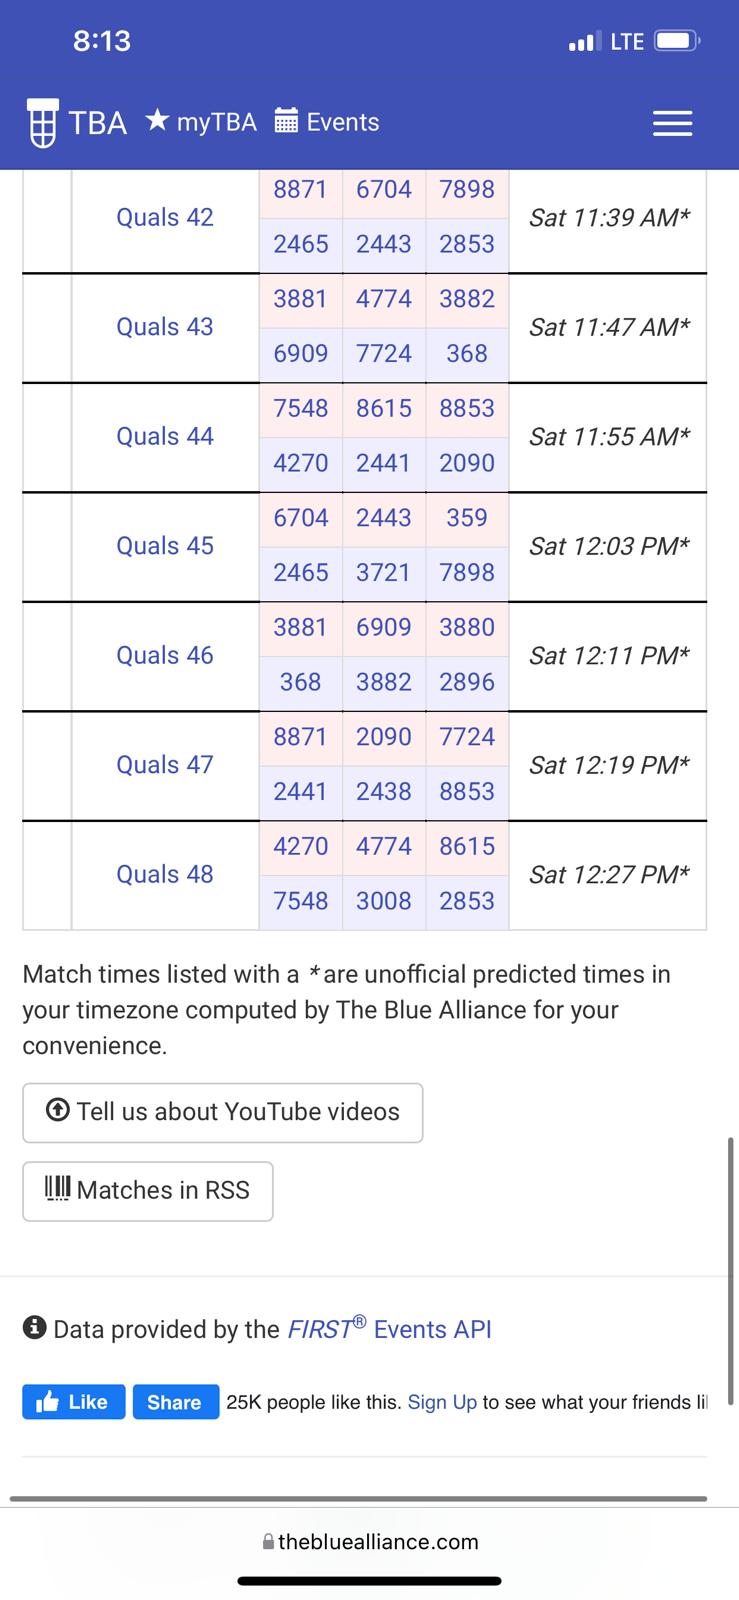 8:13 LTE
TBA myTBA Events
8871 6704 7898
Quals 42 Sat 11:39 AM*
2465 2443 2853
3881 4774 3882
Quals 43 Sat 11:47 AM*
6909 7724 368
7548 8615 8853
Quals 44 Sat 11:55 AM*
4270 2441 2090
6704 2443 359
Quals 45 Sat 12:03 PM*
2465 3721 7898
3881 6909 3880
Quals 46 Sat 12:11 PM*
368 3882 2896
8871 2090 7724
Quals 47 Sat 12:19 PM*
2441 2438 8853
4270 4774 8615
Quals 48 Sat 12:27 PM*
7548 3008 2853
Match times listed with a * are unofficial predicted times in
your timezone computed by The Blue Alliance for your
convenience.
Tell us about YouTube videos
Matches in RSS
Data provided by the FIRST® Events API
Like Share 25K people like this. Sign Up to see what your friends
thebluealliance.com